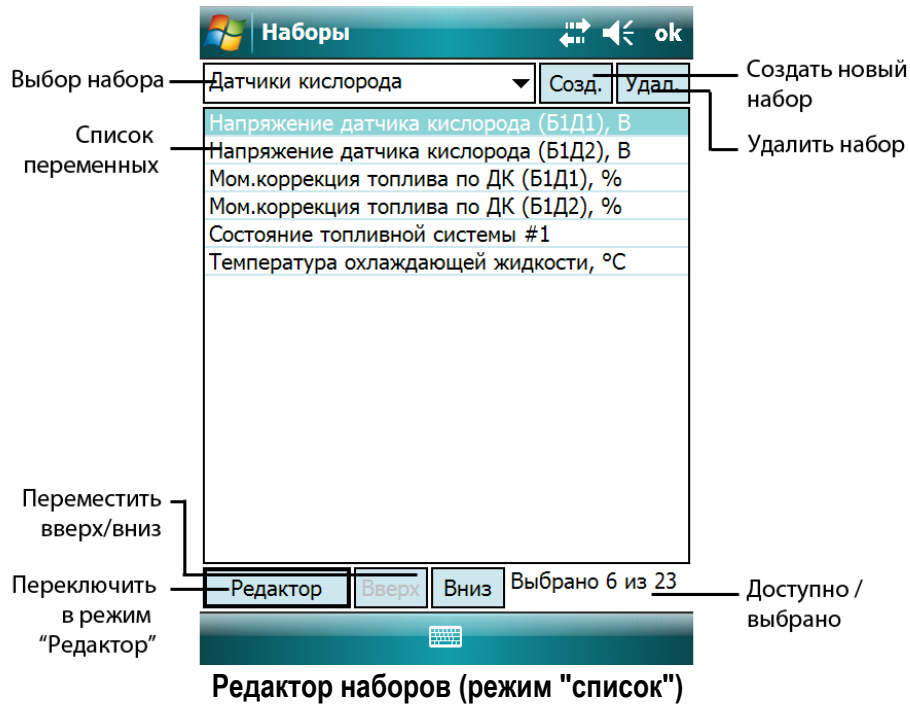 Наборы
ok
Выбор набора
Датчики кислорода
Созд.
Удал.
Создать новый
набор
Удалить набор
Список
переменных
Напряжение датчика кислорода (Б1Д1), В
Напряжение датчика кислорода (Б1Д2), В
Мом.коррекция топлива по ДК (Б1Д1), %
Мом.коррекция топлива по ДК (Б1Д2), %
Состояние топливной системы #1
Температура охлаждающей жидкости, °C
Переместить
вверх/вниз
Переключить
в режим
“Редактор”
Редактор
Вверх
Вниз
Выбрано 6 из 23
Доступно /
выбрано
Редактор наборов (режим "список")